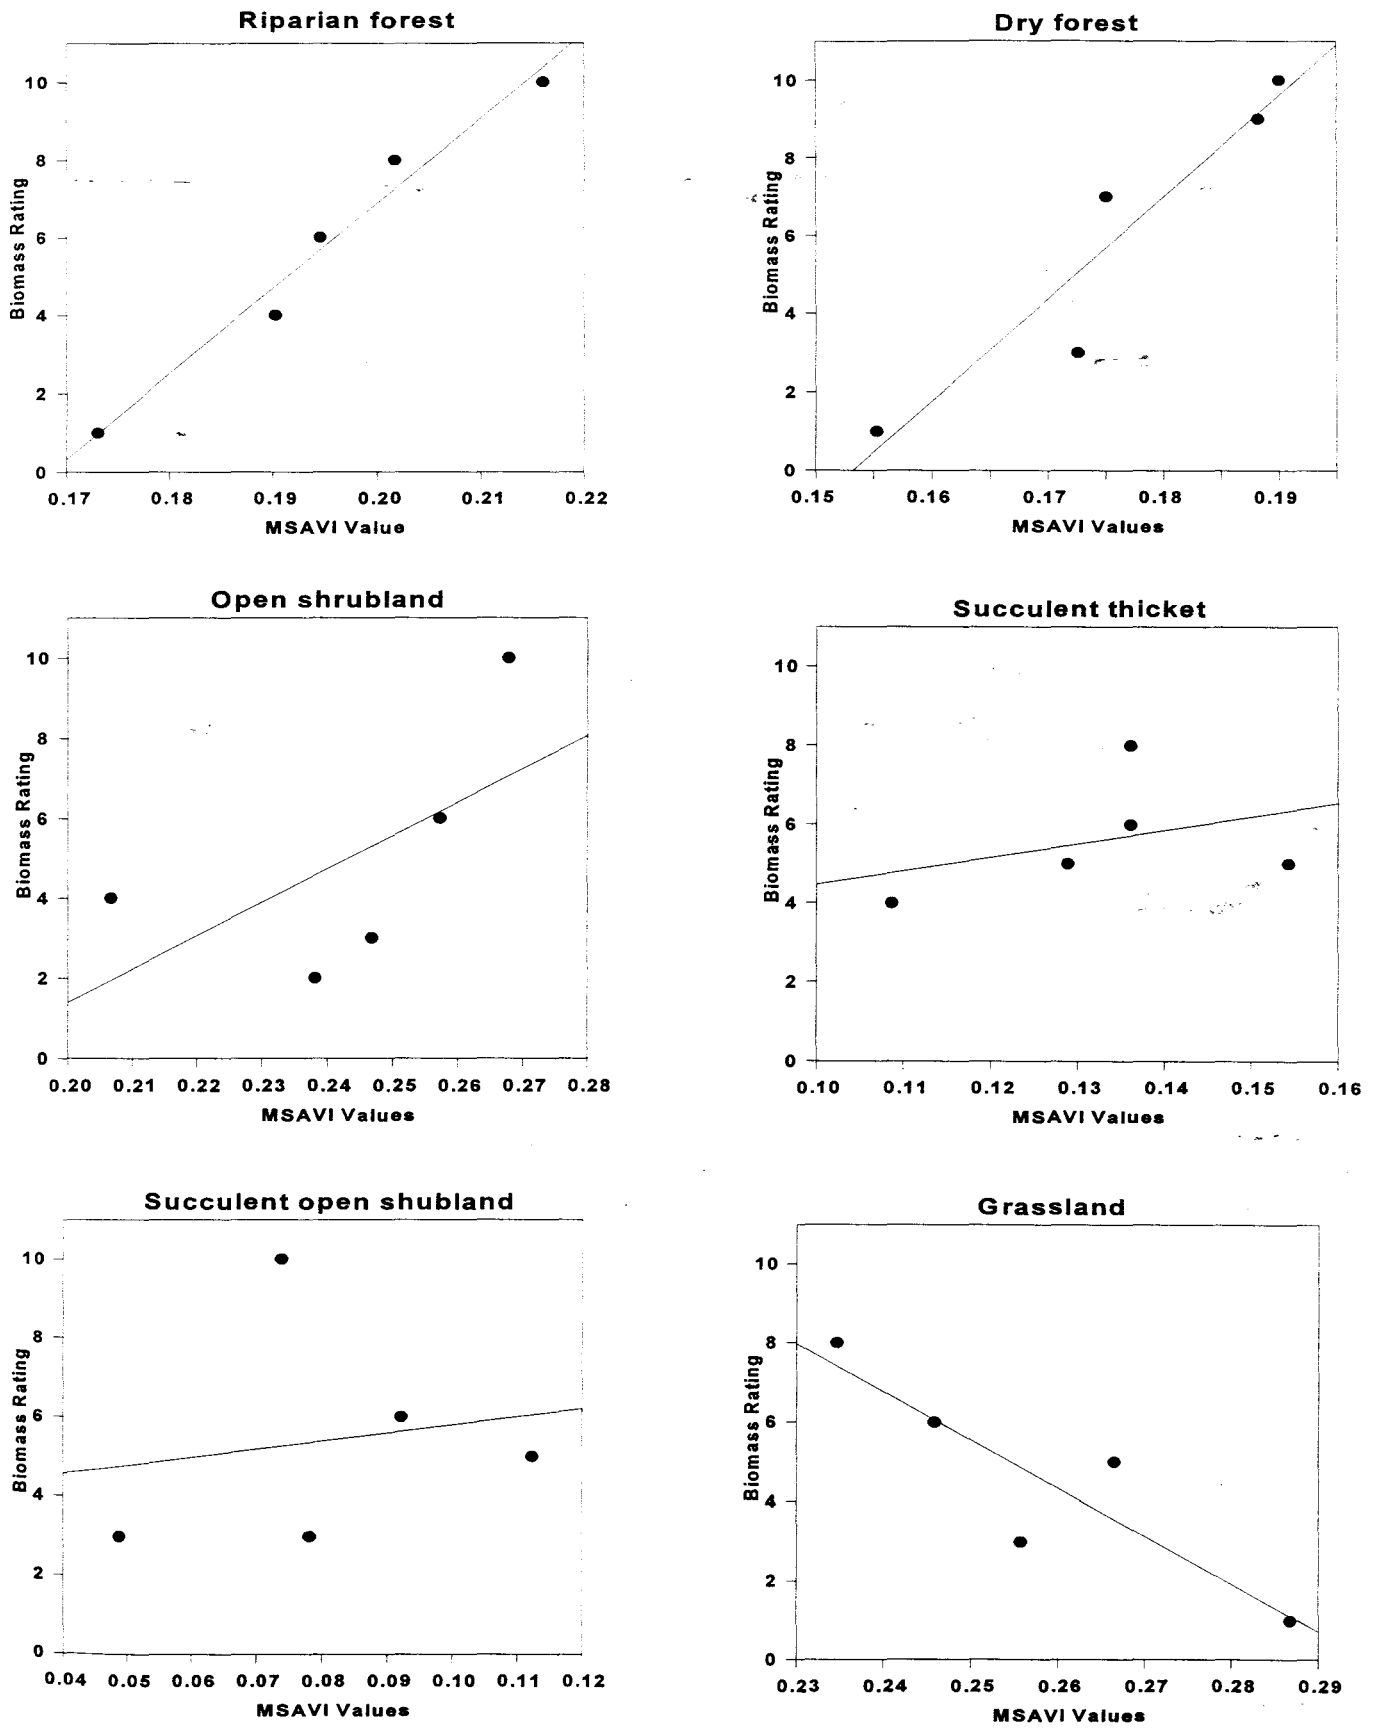 Riparian forest
10
8
6
4
2
0
Biomass Rating
0.17 0.18 0.19 0.20 0.21 0.22
MSAVI Value
Dry forest
10
8
6
4
2
0
Biomass Rating
0.15 0.16 0.17 0.18 0.19
MSAVI Values
Open shrubland
10
8
6
4
2
0
Biomass Rating
0.20 0.21 0.22 0.23 0.24 0.25 0.26 0.27 0.28
MSAVI Values
Succulent thicket
10
8
6
4
2
0
Biomass Rating
0.10 0.11 0.12 0.13 0.14 0.15 0.16
MSAVI Values
Succulent open shubland
10
8
6
4
2
0
Biomass Rating
0.04 0.05 0.06 0.07 0.08 0.09 0.10 0.11 0.12
MSAVI Values
Grassland
10
8
6
4
2
0
Biomass Rating
0.23 0.24 0.25 0.26 0.27 0.28 0.29
MSAVI Values